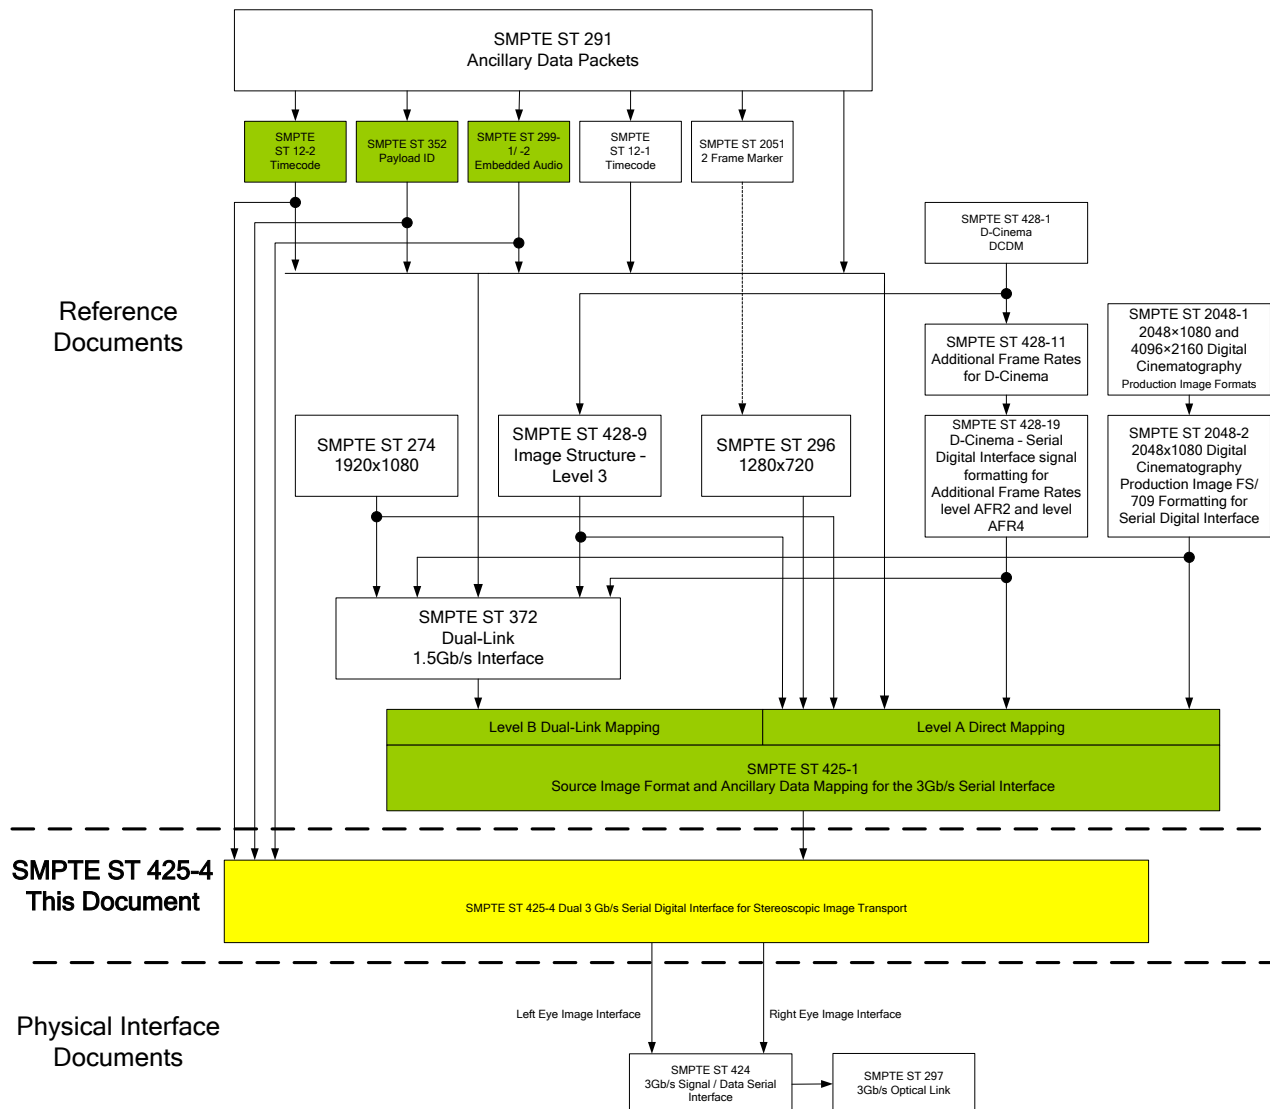 SMPTE ST 291
Ancillary Data Packets
SMPTE
ST 12-2
Timecode
SMPTE ST 352
Payload ID
SMPTE ST 299-
1/ -2
Embedded Audio
SMPTE
ST 12-1
Timecode
SMPTE ST 2051
2 Frame Marker
SMPTE ST 428-1
D-Cinema
DCDM
Reference
Documents
SMPTE ST 428-11
Additional Frame Rates
for D-Cinema
SMPTE ST 2048-1
2048×1080 and
4096×2160 Digital
Cinematography
Production Image Formats
SMPTE ST 274
1920x1080
SMPTE ST 428-9
Image Structure -
Level 3
SMPTE ST 296
1280x720
SMPTE ST 428-19
D-Cinema - Serial
Digital Interface signal
formatting for
Additional Frame Rates
level AFR2 and level
AFR4
SMPTE ST 2048-2
2048x1080 Digital
Cinematography
Production Image FS/
709 Formatting for
Serial Digital Interface
SMPTE ST 372
Dual-Link
1.5Gb/s Interface
Level B Dual-Link Mapping
Level A Direct Mapping
SMPTE ST 425-1
Source Image Format and Ancillary Data Mapping for the 3Gb/s Serial Interface
SMPTE ST 425-4
This Document
SMPTE ST 425-4 Dual 3 Gb/s Serial Digital Interface for Stereoscopic Image Transport
Physical Interface
Documents
Left Eye Image Interface
Right Eye Image Interface
SMPTE ST 424
3Gb/s Signal / Data Serial
Interface
SMPTE ST 297
3Gb/s Optical Link